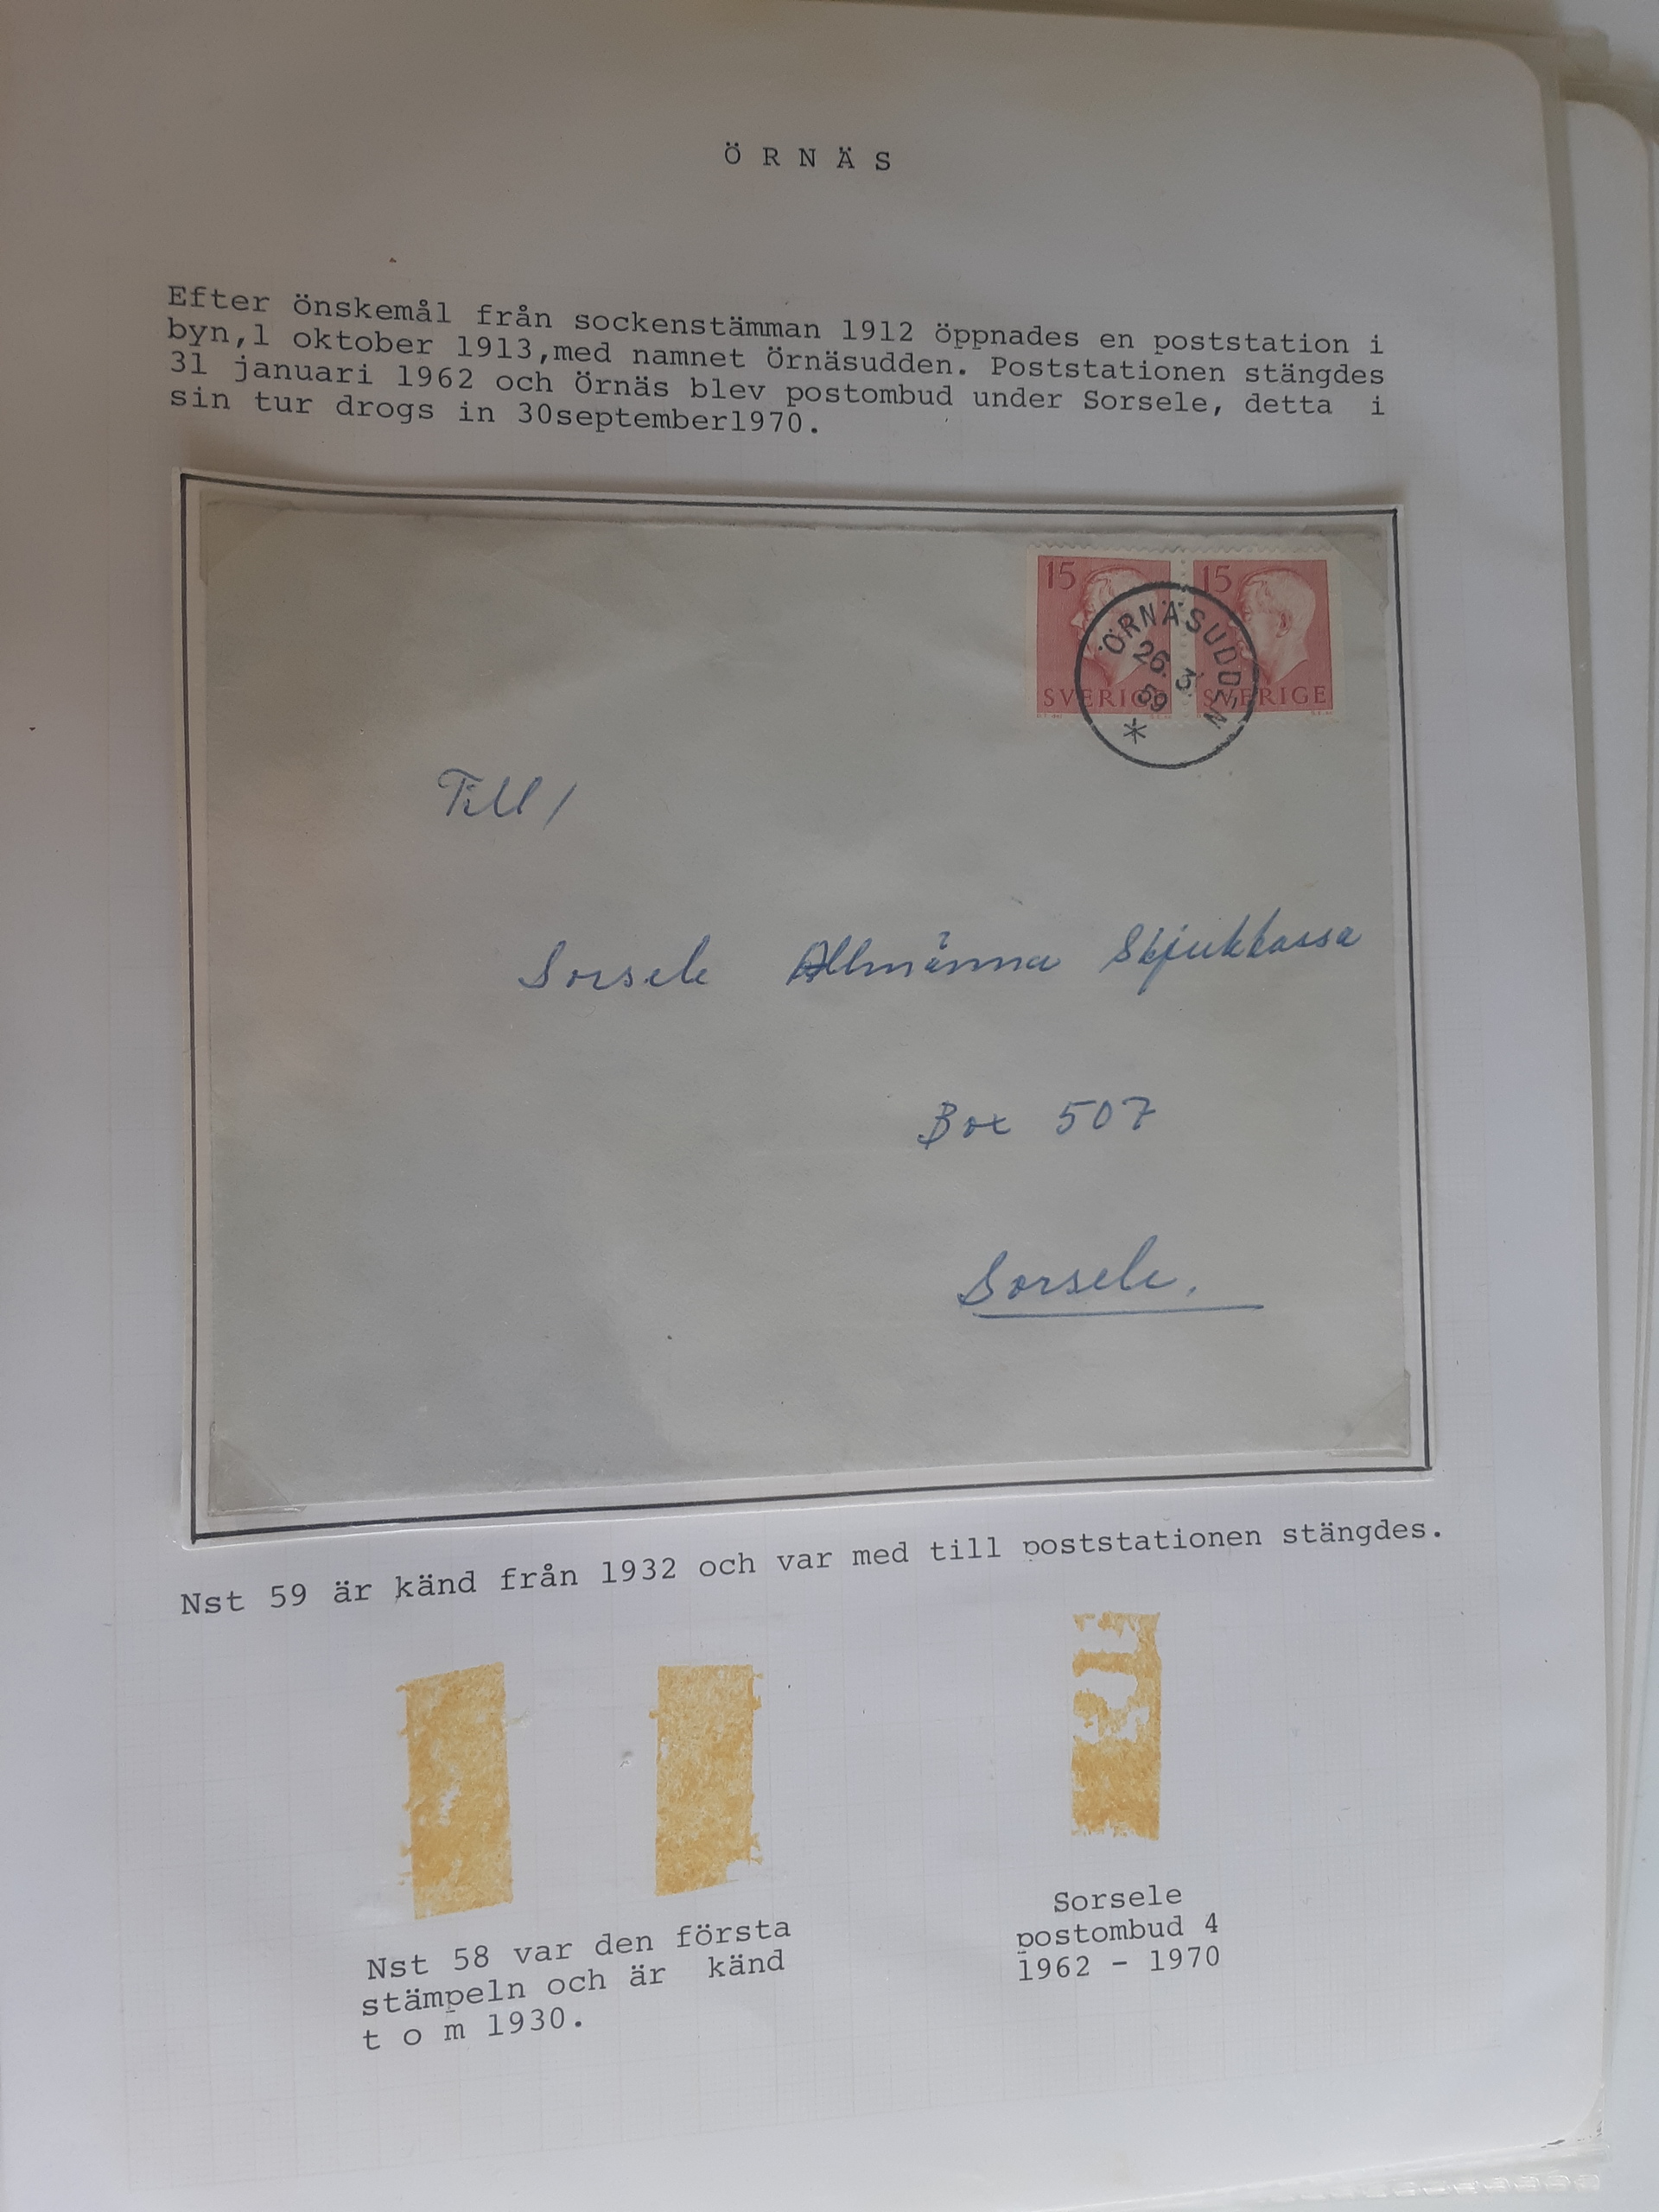 Ö R N Ä S
Efter önskemål från sockenstämman 1912 öppnades en poststation i
byn,1 oktober 1913,med namnet Örnäsudden. Poststationen stängdes
31 januari 1962 och Örnäs blev postombud under Sorsele, detta i
sin tur drogs in 30september1970.
15 15
SVERIGE SVERIGE
ÖRNÄSUDDEN
26. 3.
59
Till/
Sorsele Allmänna Sjukkassa
Box 507
Sorsele.
Nst 59 är känd från 1932 och var med till poststationen stängdes.
Nst 58 var den första
stämpeln och är känd
t o m 1930.
Sorsele
postombud 4
1962 - 1970